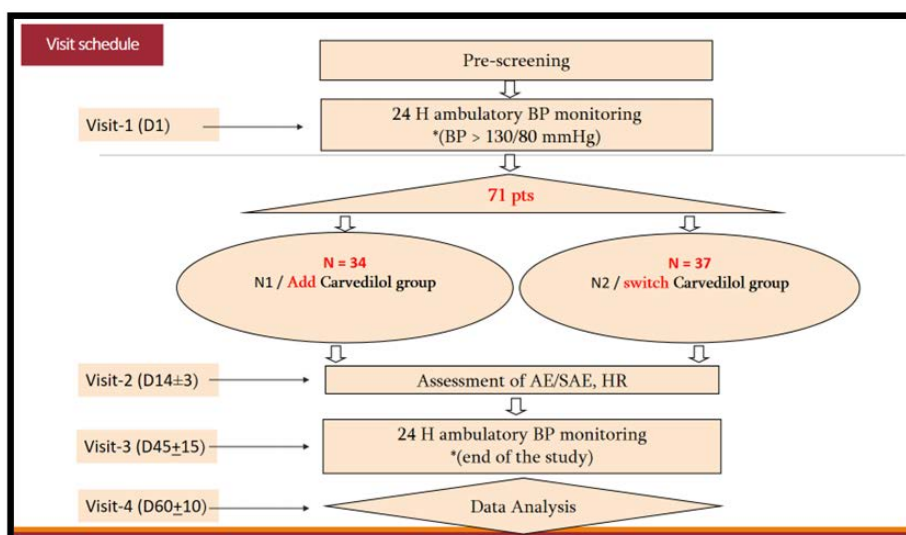 Visit schedule
Pre-screening
Visit-1 (D1)
24 H ambulatory BP monitoring
*(BP > 130/80 mmHg)
71 pts
N = 34
N1 / Add Carvedilol group
N = 37
N2 / switch Carvedilol group
Visit-2 (D14±3)
Assessment of AE/SAE, HR
Visit-3 (D45±15)
24 H ambulatory BP monitoring
*(end of the study)
Visit-4 (D60±10)
Data Analysis